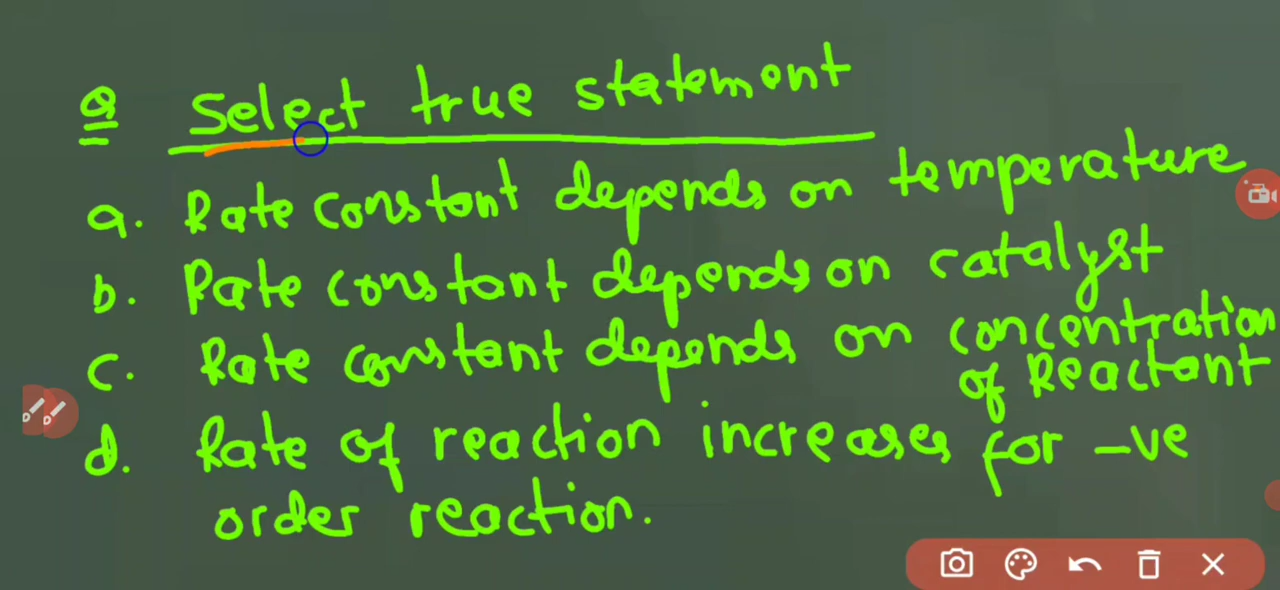 Q Select true statement
a. Rate constant depends on temperature
b. Rate constant depends on catalyst
c. Rate constant depends on concentration
of Reactant
d. Rate of reaction increases for -ve
order reaction.